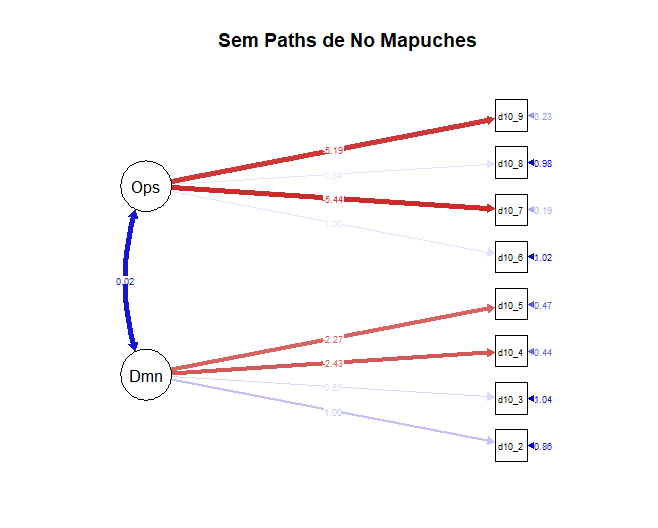 Sem Paths de No Mapuches
d10_9
0.23
-5.19
d10_8
0.98
0.84
Ops
d10_7
0.19
-5.44
1.00
d10_6
1.02
0.02
d10_5
0.47
-2.27
d10_4
0.44
-2.43
Dmn
0.65
d10_3
1.04
1.00
d10_2
0.86